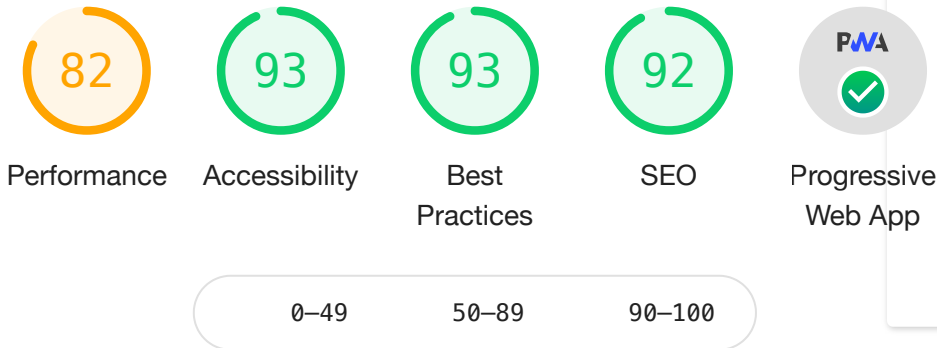 82
93
93
92
PWA
Performance
Accessibility
Best
Practices
SEO
Progressive
Web App
0–49
50–89
90–100